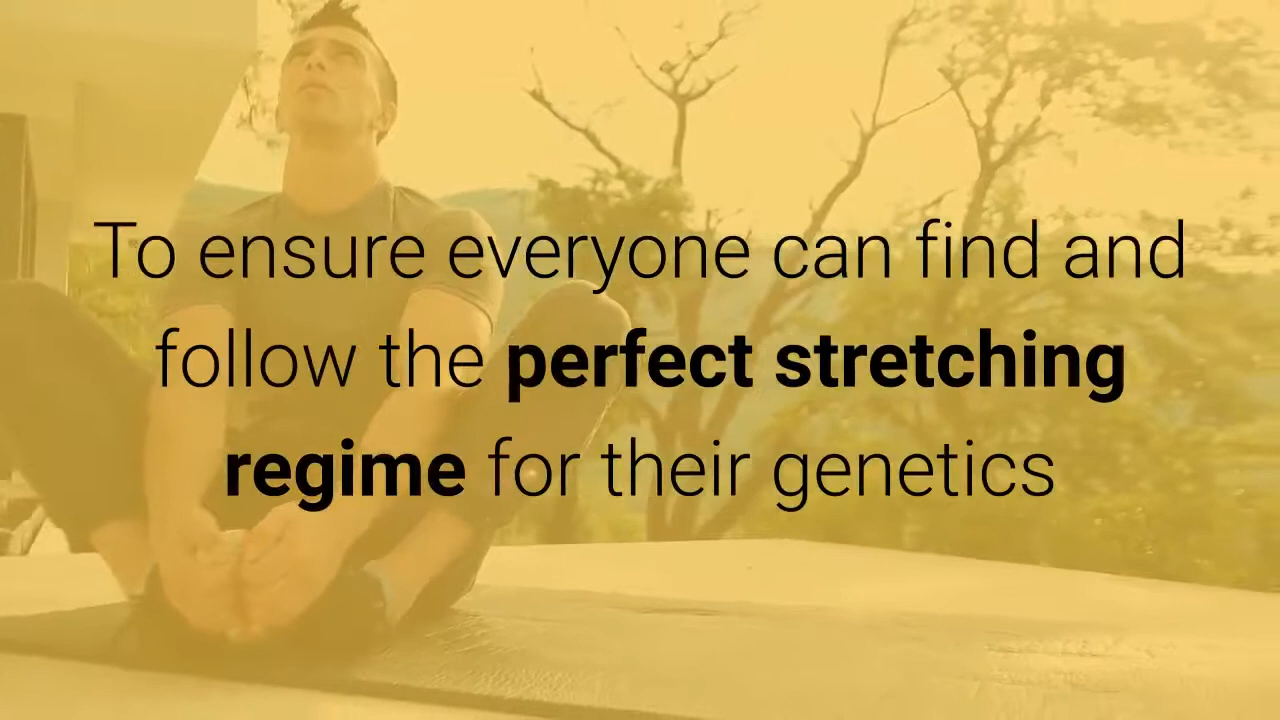 To ensure everyone can find and
follow the perfect stretching
regime for their genetics